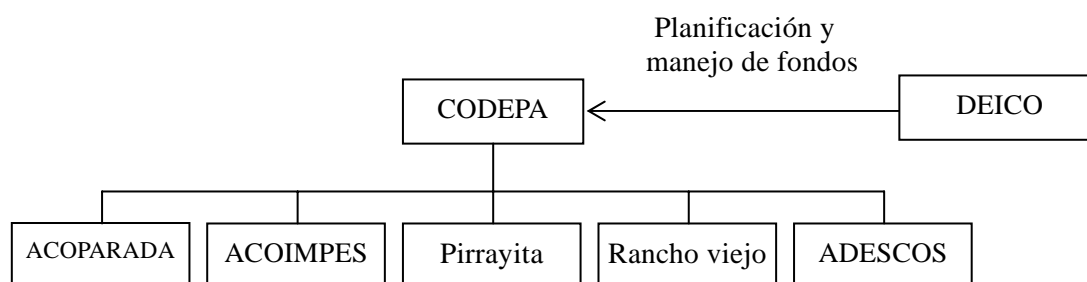 Planificación y
manejo de fondos
CODEPA
DEICO
ACOPARADA
ACOIMPES
Pirrayita
Rancho viejo
ADESCOS